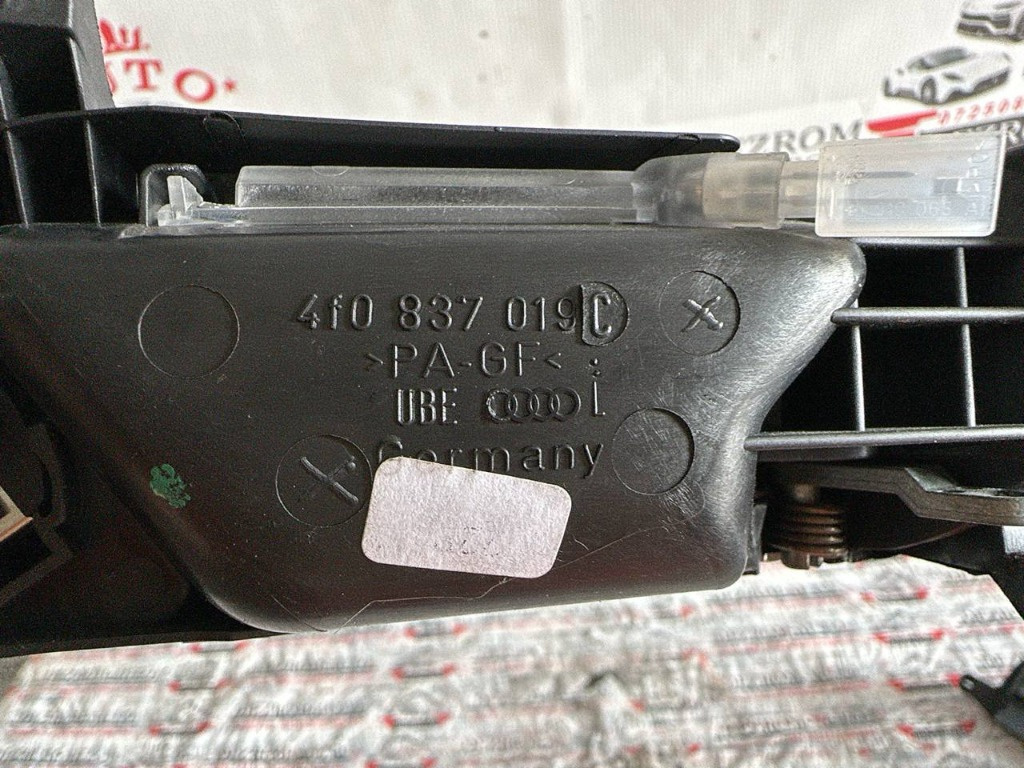 4f0 837 019 C
>PA-GF<
UBE
Germany